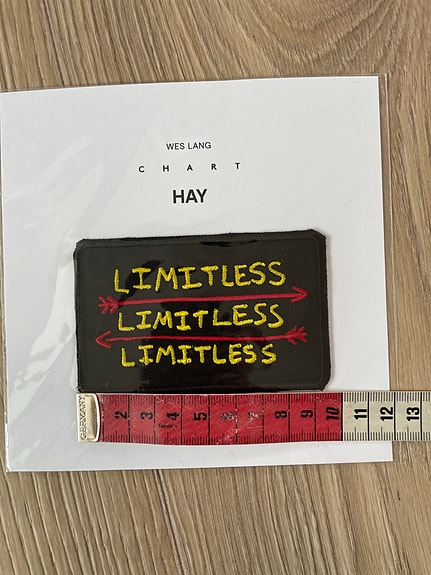 WES LANG
CHART
HAY
LIMITLESS
LIMITLESS
LIMITLESS
GERMANY 2 3 4 5 6 7 8 9 10 11 12 13